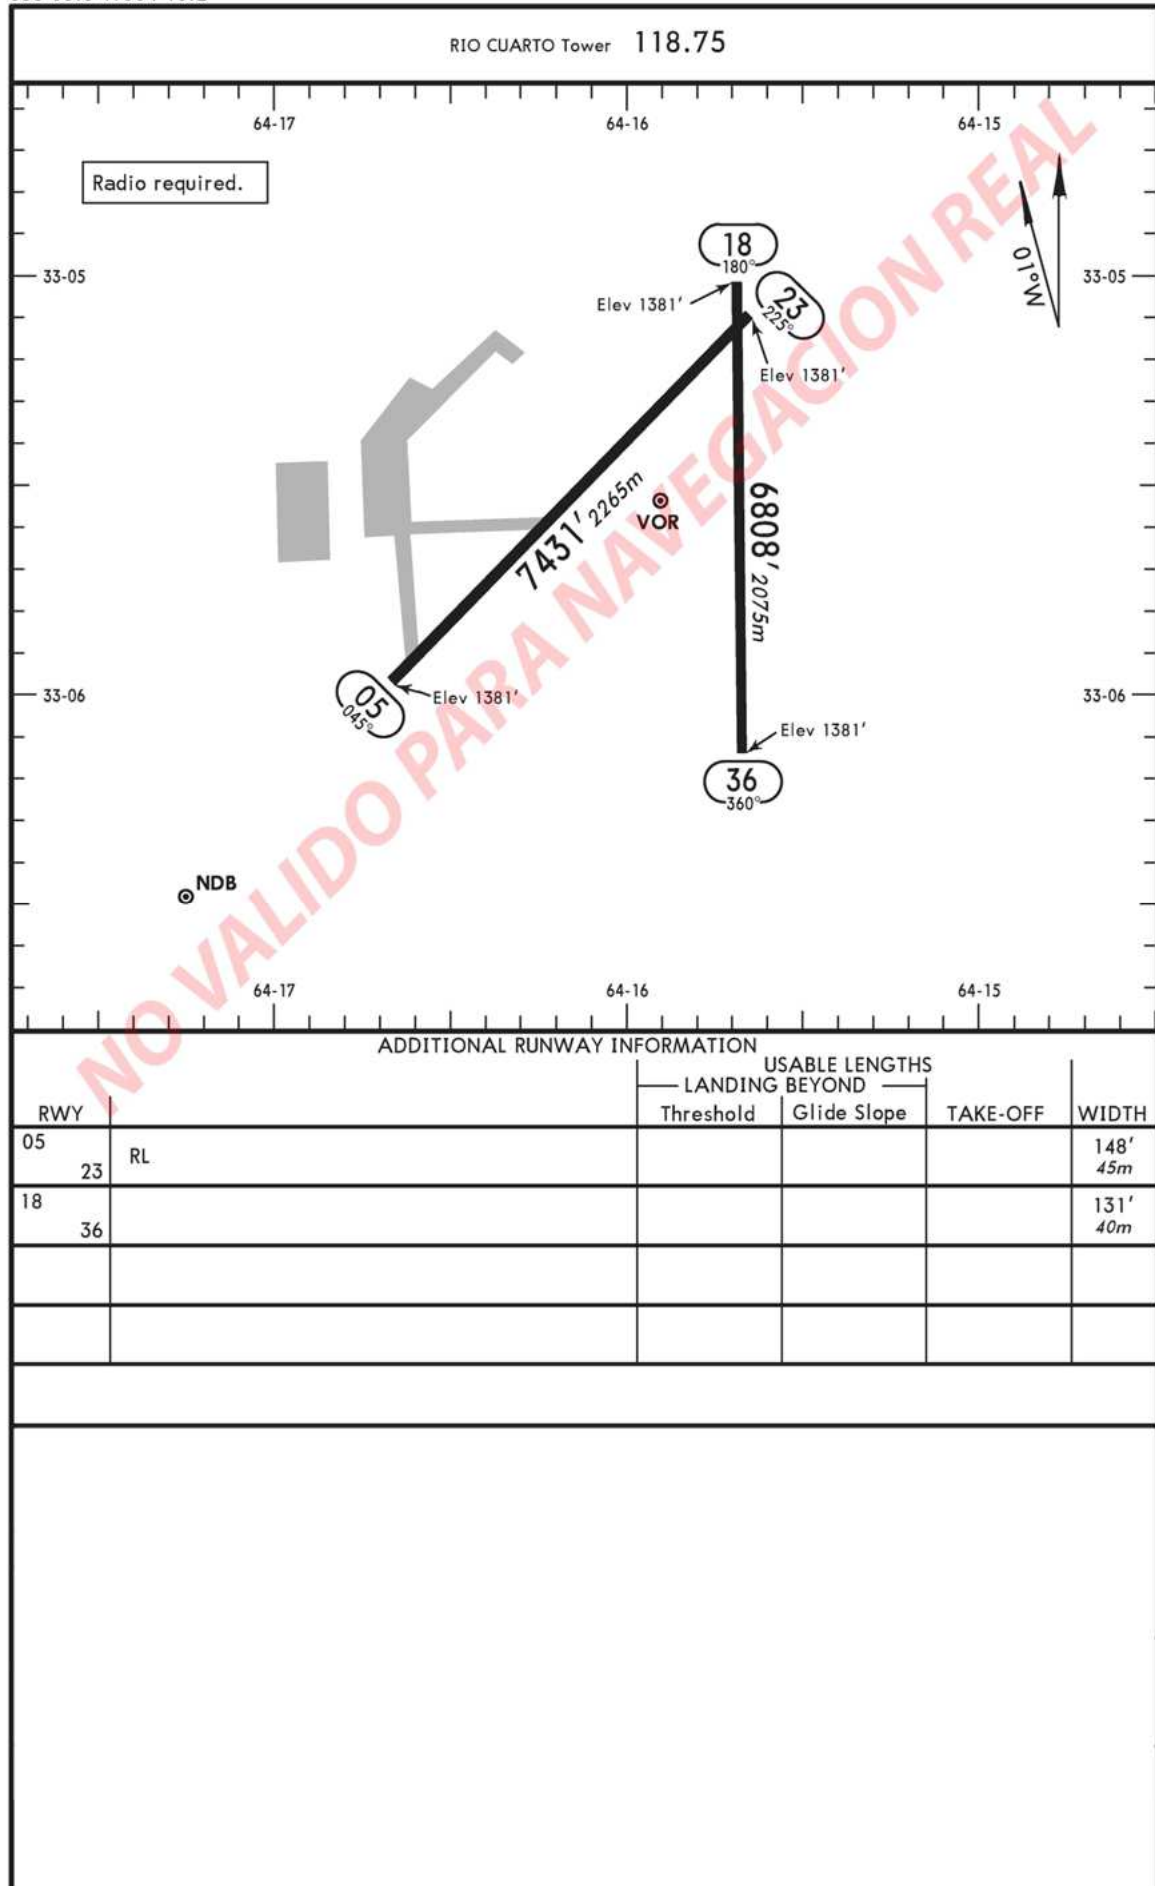 RIO CUARTO Tower 118.75
64-17 64-16 64-15
Radio required.
01°W
33-05 33-05
18
180°
23
225°
Elev 1381'
Elev 1381'
VOR
7431' 2265m
6808' 2075m
33-06 33-06
05
045°
Elev 1381'
Elev 1381'
36
360°
NDB
64-17 64-16 64-15
NO VALIDO PARA NAVEGACION REAL
ADDITIONAL RUNWAY INFORMATION
USABLE LENGTHS
LANDING BEYOND
RWY Threshold Glide Slope TAKE-OFF WIDTH
05 148'
23 RL 45m
18 131'
36 40m